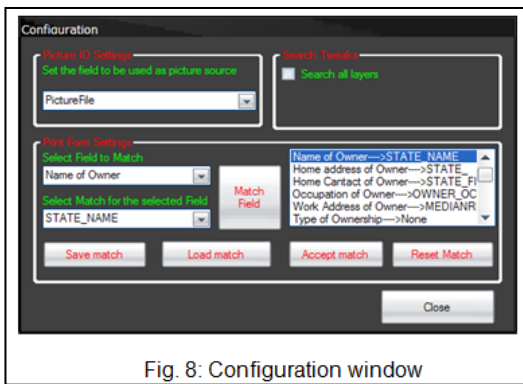 Configuration
Picture ID Settings
Set the field to be used as picture source
PictureFile
Search Tweaks
Search all layers
Print Form Settings
Select Field to Match
Name of Owner
Select Match for the selected Field
STATE_NAME
Match
Field
Name of Owner--->STATE_NAME
Home address of Owner--->STATE_
Home Cantact of Owner--->STATE_FI
Occupation of Owner--->OWNER_OC
Work Address of Owner--->MEDIANR
Type of Ownership--->None
Save match
Load match
Accept match
Reset Match
Close
Fig. 8: Configuration window